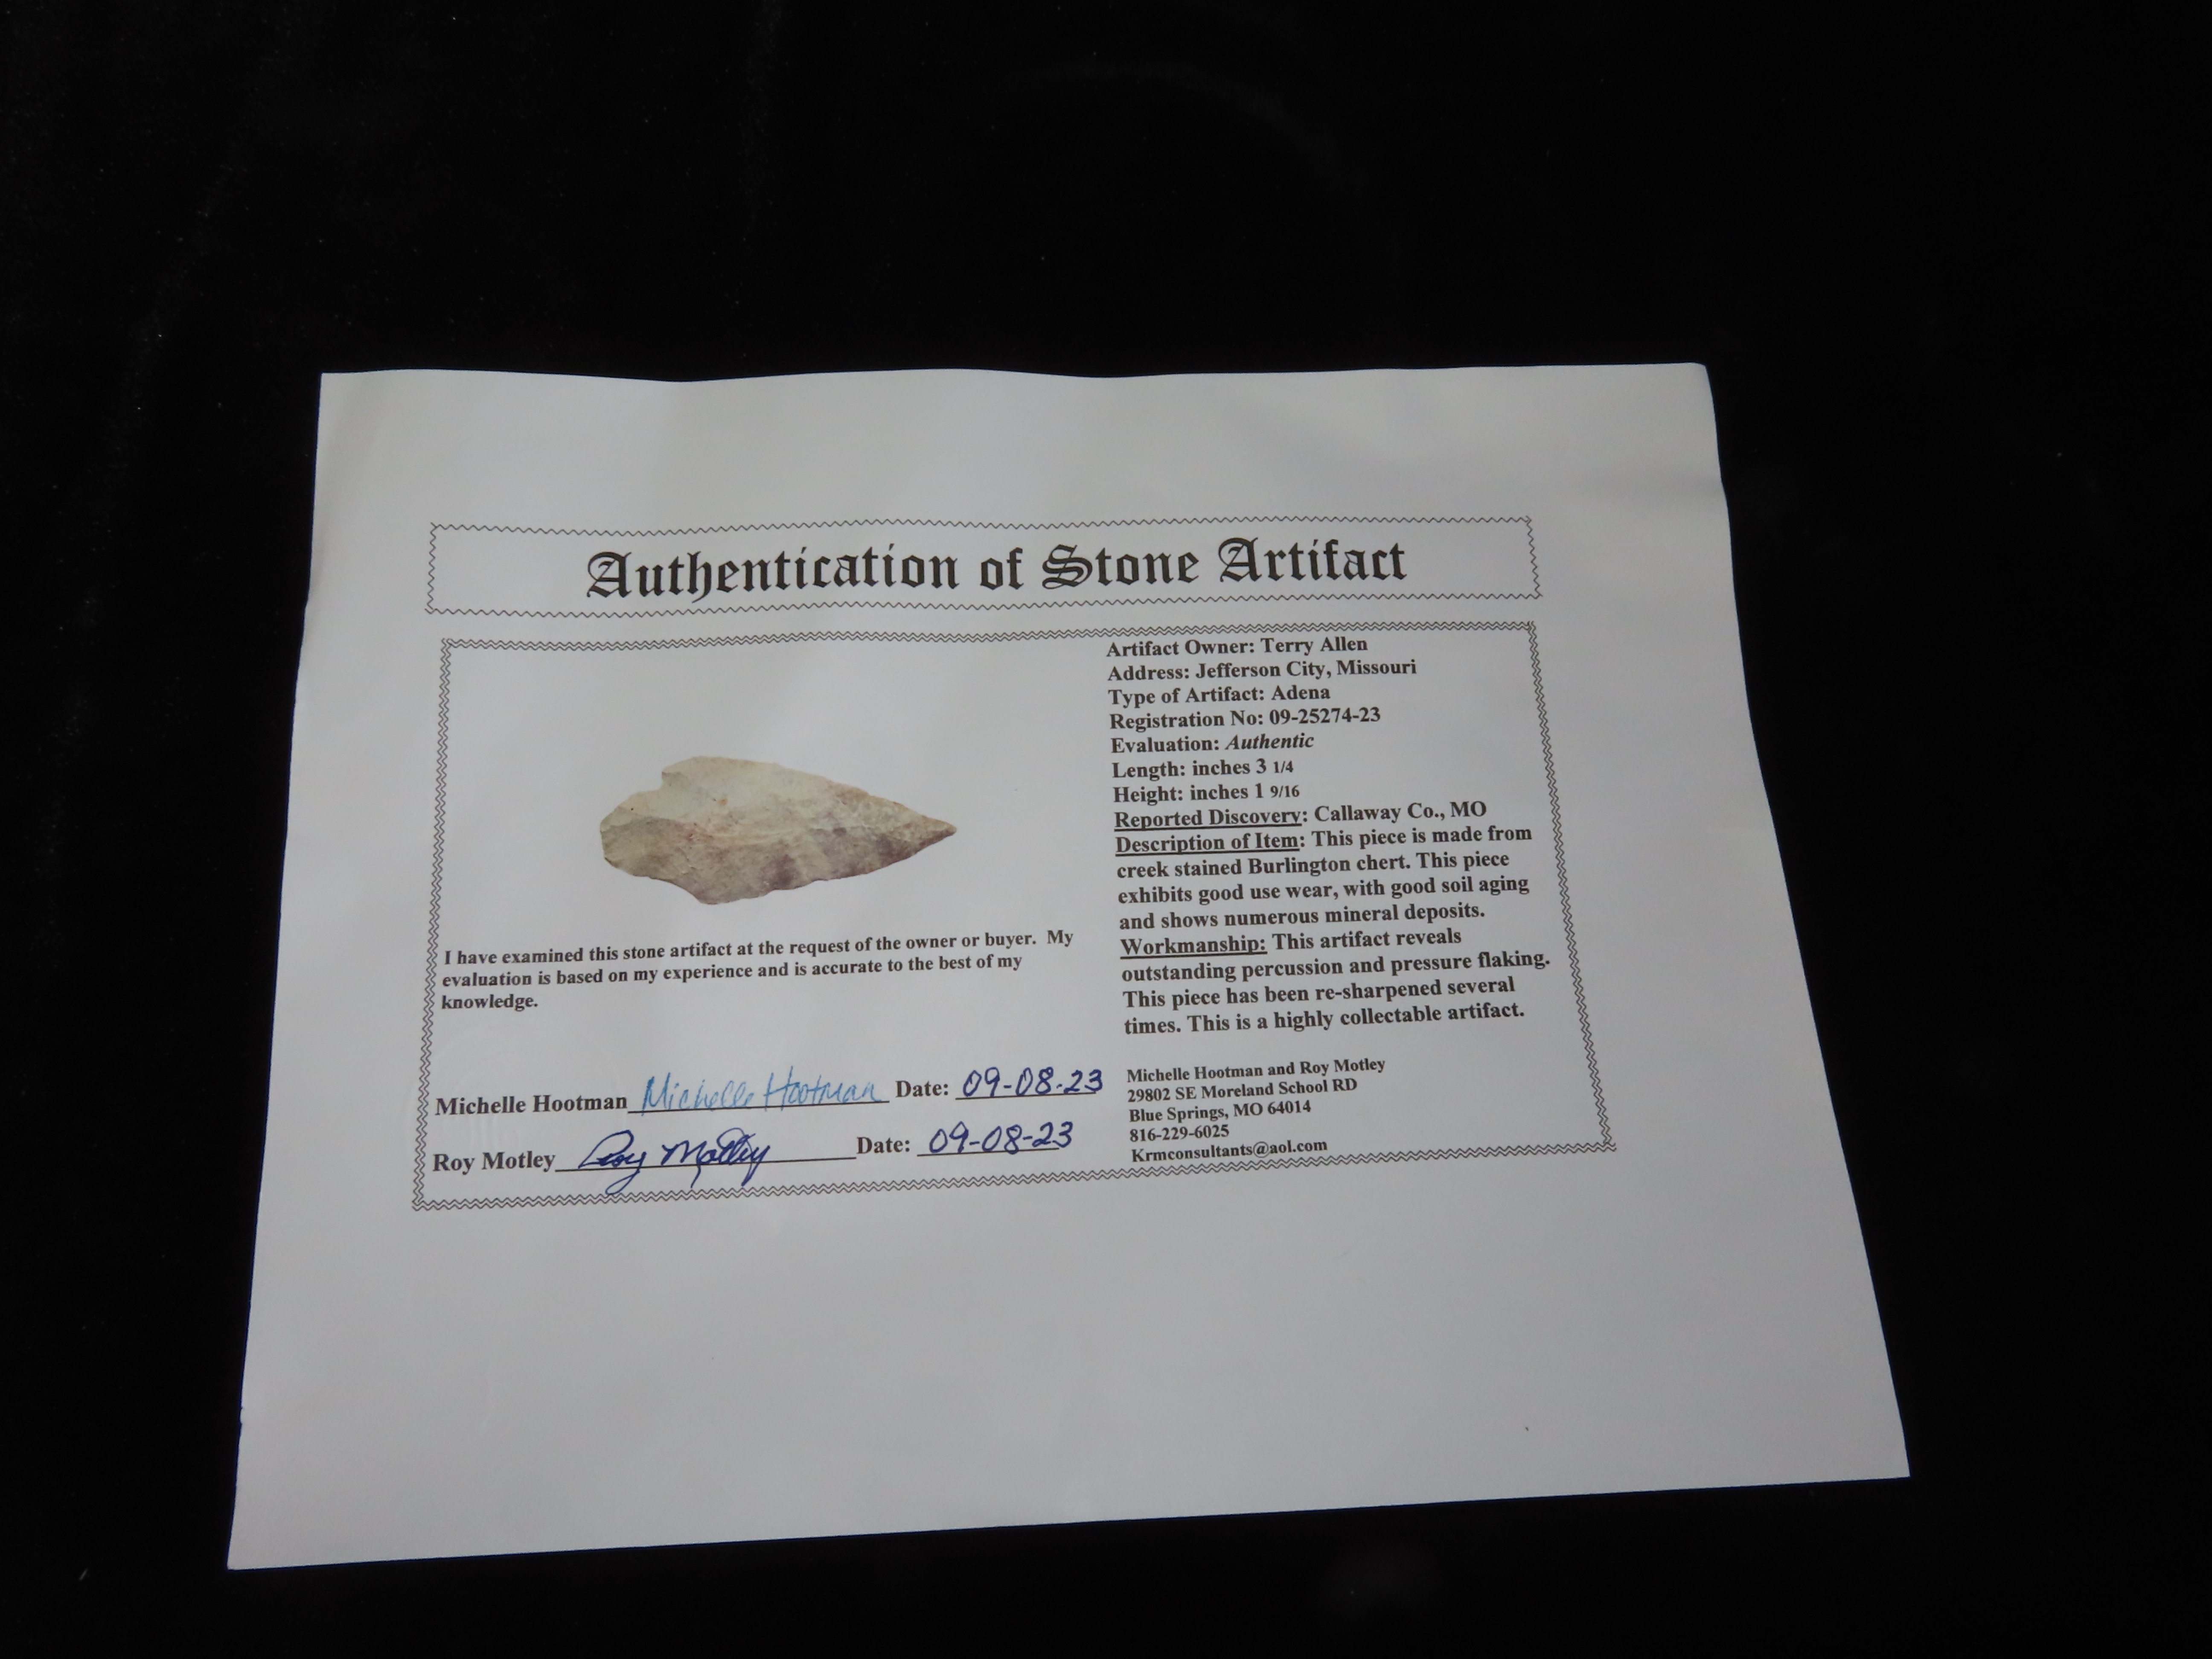 Authentication of Stone Artifact
Artifact Owner: Terry Allen
Address: Jefferson City, Missouri
Type of Artifact: Adena
Registration No: 09-25274-23
Evaluation: Authentic
Length: inches 3 1/4
Height: inches 1 9/16
Reported Discovery: Callaway Co., MO
Description of Item: This piece is made from
creek stained Burlington chert. This piece
exhibits good use wear, with good soil aging
and shows numerous mineral deposits.
Workmanship: This artifact reveals
outstanding percussion and pressure flaking.
This piece has been re-sharpened several
times. This is a highly collectable artifact.
I have examined this stone artifact at the request of the owner or buyer. My
evaluation is based on my experience and is accurate to the best of my
knowledge.
Michelle Hootman Michelle Hootman Date: 09-08-23
Roy Motley Roy Motley Date: 09-08-23
Michelle Hootman and Roy Motley
29802 SE Moreland School RD
Blue Springs, MO 64014
816-229-6025
Krmconsultants@aol.com